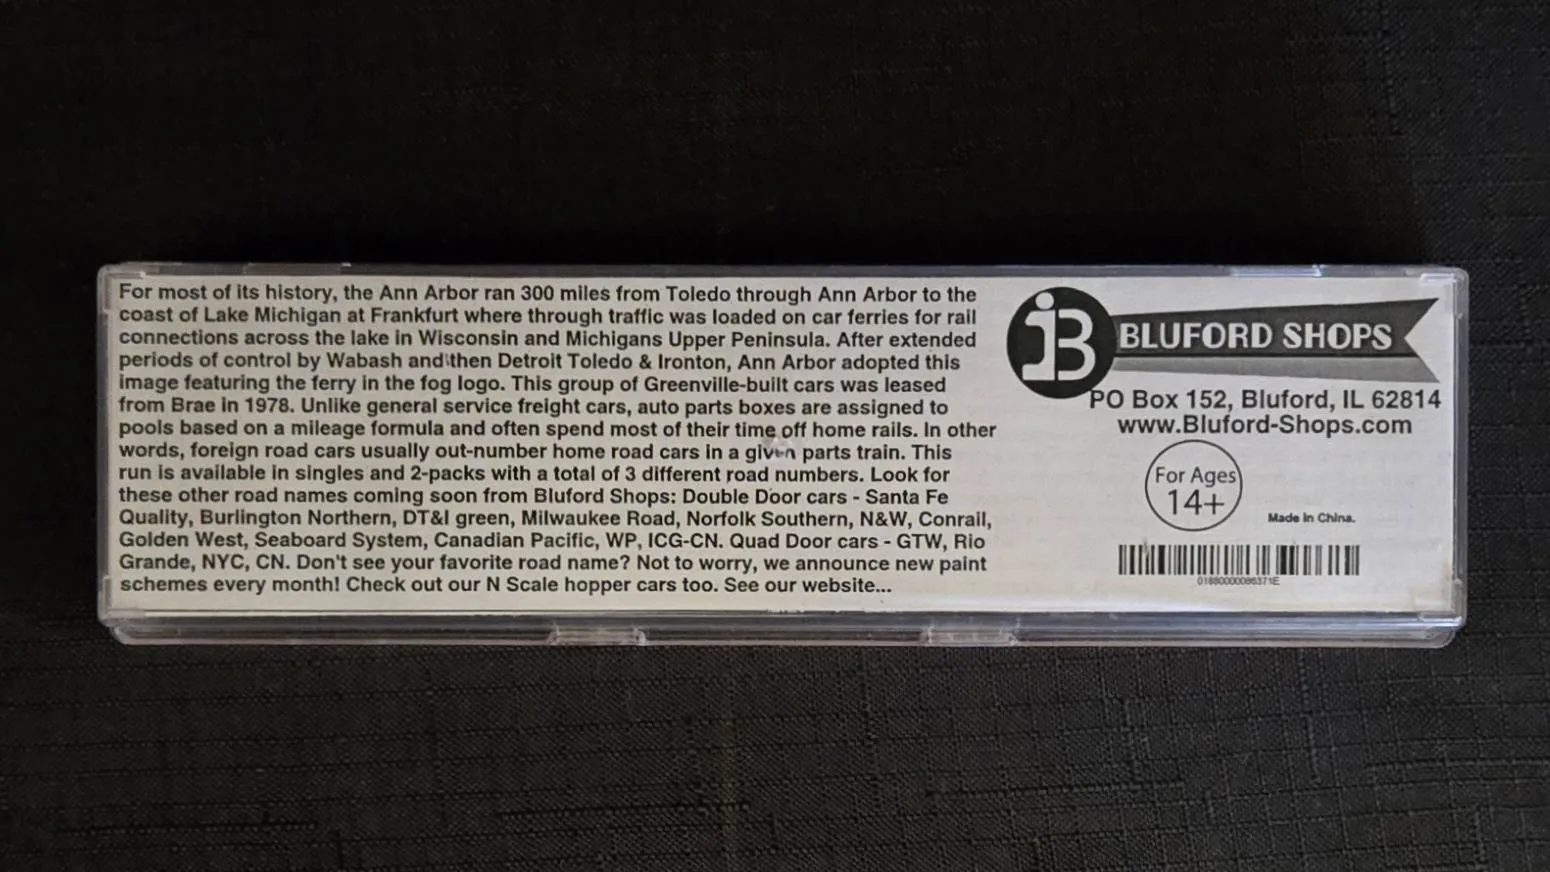 For most of its history, the Ann Arbor ran 300 miles from Toledo through Ann Arbor to the
coast of Lake Michigan at Frankfurt where through traffic was loaded on car ferries for rail
connections across the lake in Wisconsin and Michigans Upper Peninsula. After extended
periods of control by Wabash and then Detroit Toledo & Ironton, Ann Arbor adopted this
image featuring the ferry in the fog logo. This group of Greenville-built cars was leased
from Brae in 1978. Unlike general service freight cars, auto parts boxes are assigned to
pools based on a mileage formula and often spend most of their time off home rails. In other
words, foreign road cars usually out-number home road cars in a given parts train. This
run is available in singles and 2-packs with a total of 3 different road numbers. Look for
these other road names coming soon from Bluford Shops: Double Door cars - Santa Fe
Quality, Burlington Northern, DT&I green, Milwaukee Road, Norfolk Southern, N&W, Conrail,
Golden West, Seaboard System, Canadian Pacific, WP, ICG-CN. Quad Door cars - GTW, Rio
Grande, NYC, CN. Don't see your favorite road name? Not to worry, we announce new paint
schemes every month! Check out our N Scale hopper cars too. See our website...
BLUFORD SHOPS
PO Box 152, Bluford, IL 62814
www.Bluford-Shops.com
For Ages
14+
Made in China.